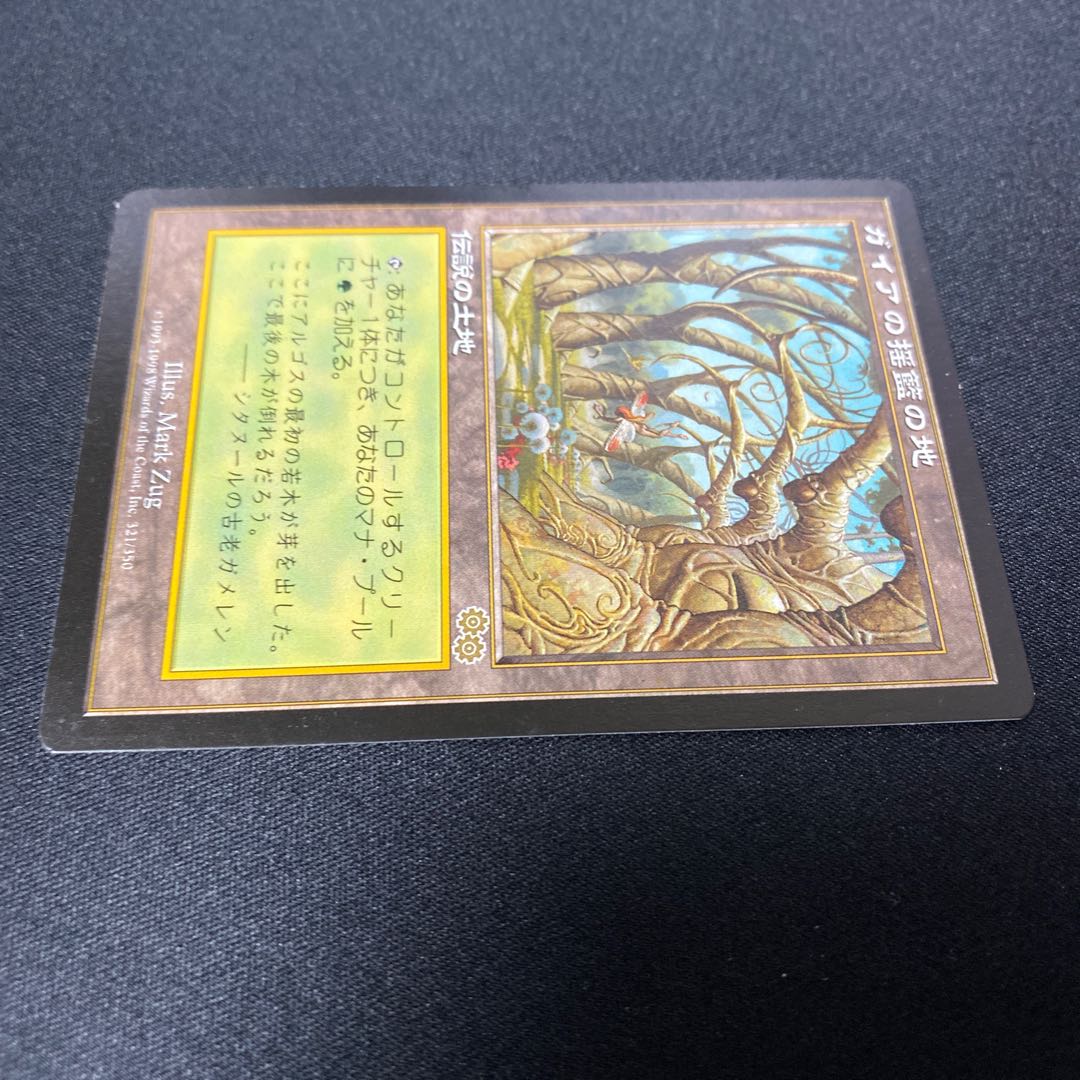 ガイアの揺籃の地
伝説の土地
:あなたがコントロールするクリー
チャー1体につき、あなたのマナ・プール
に を加える。
ここにアルゴスの最初の若木が芽を出した。
ここで最後の木が倒れるだろう。
―― シタヌールの古老カメレン
Illus. Mark Zug
©1993-1998 Wizards of the Coast, Inc. 321/350